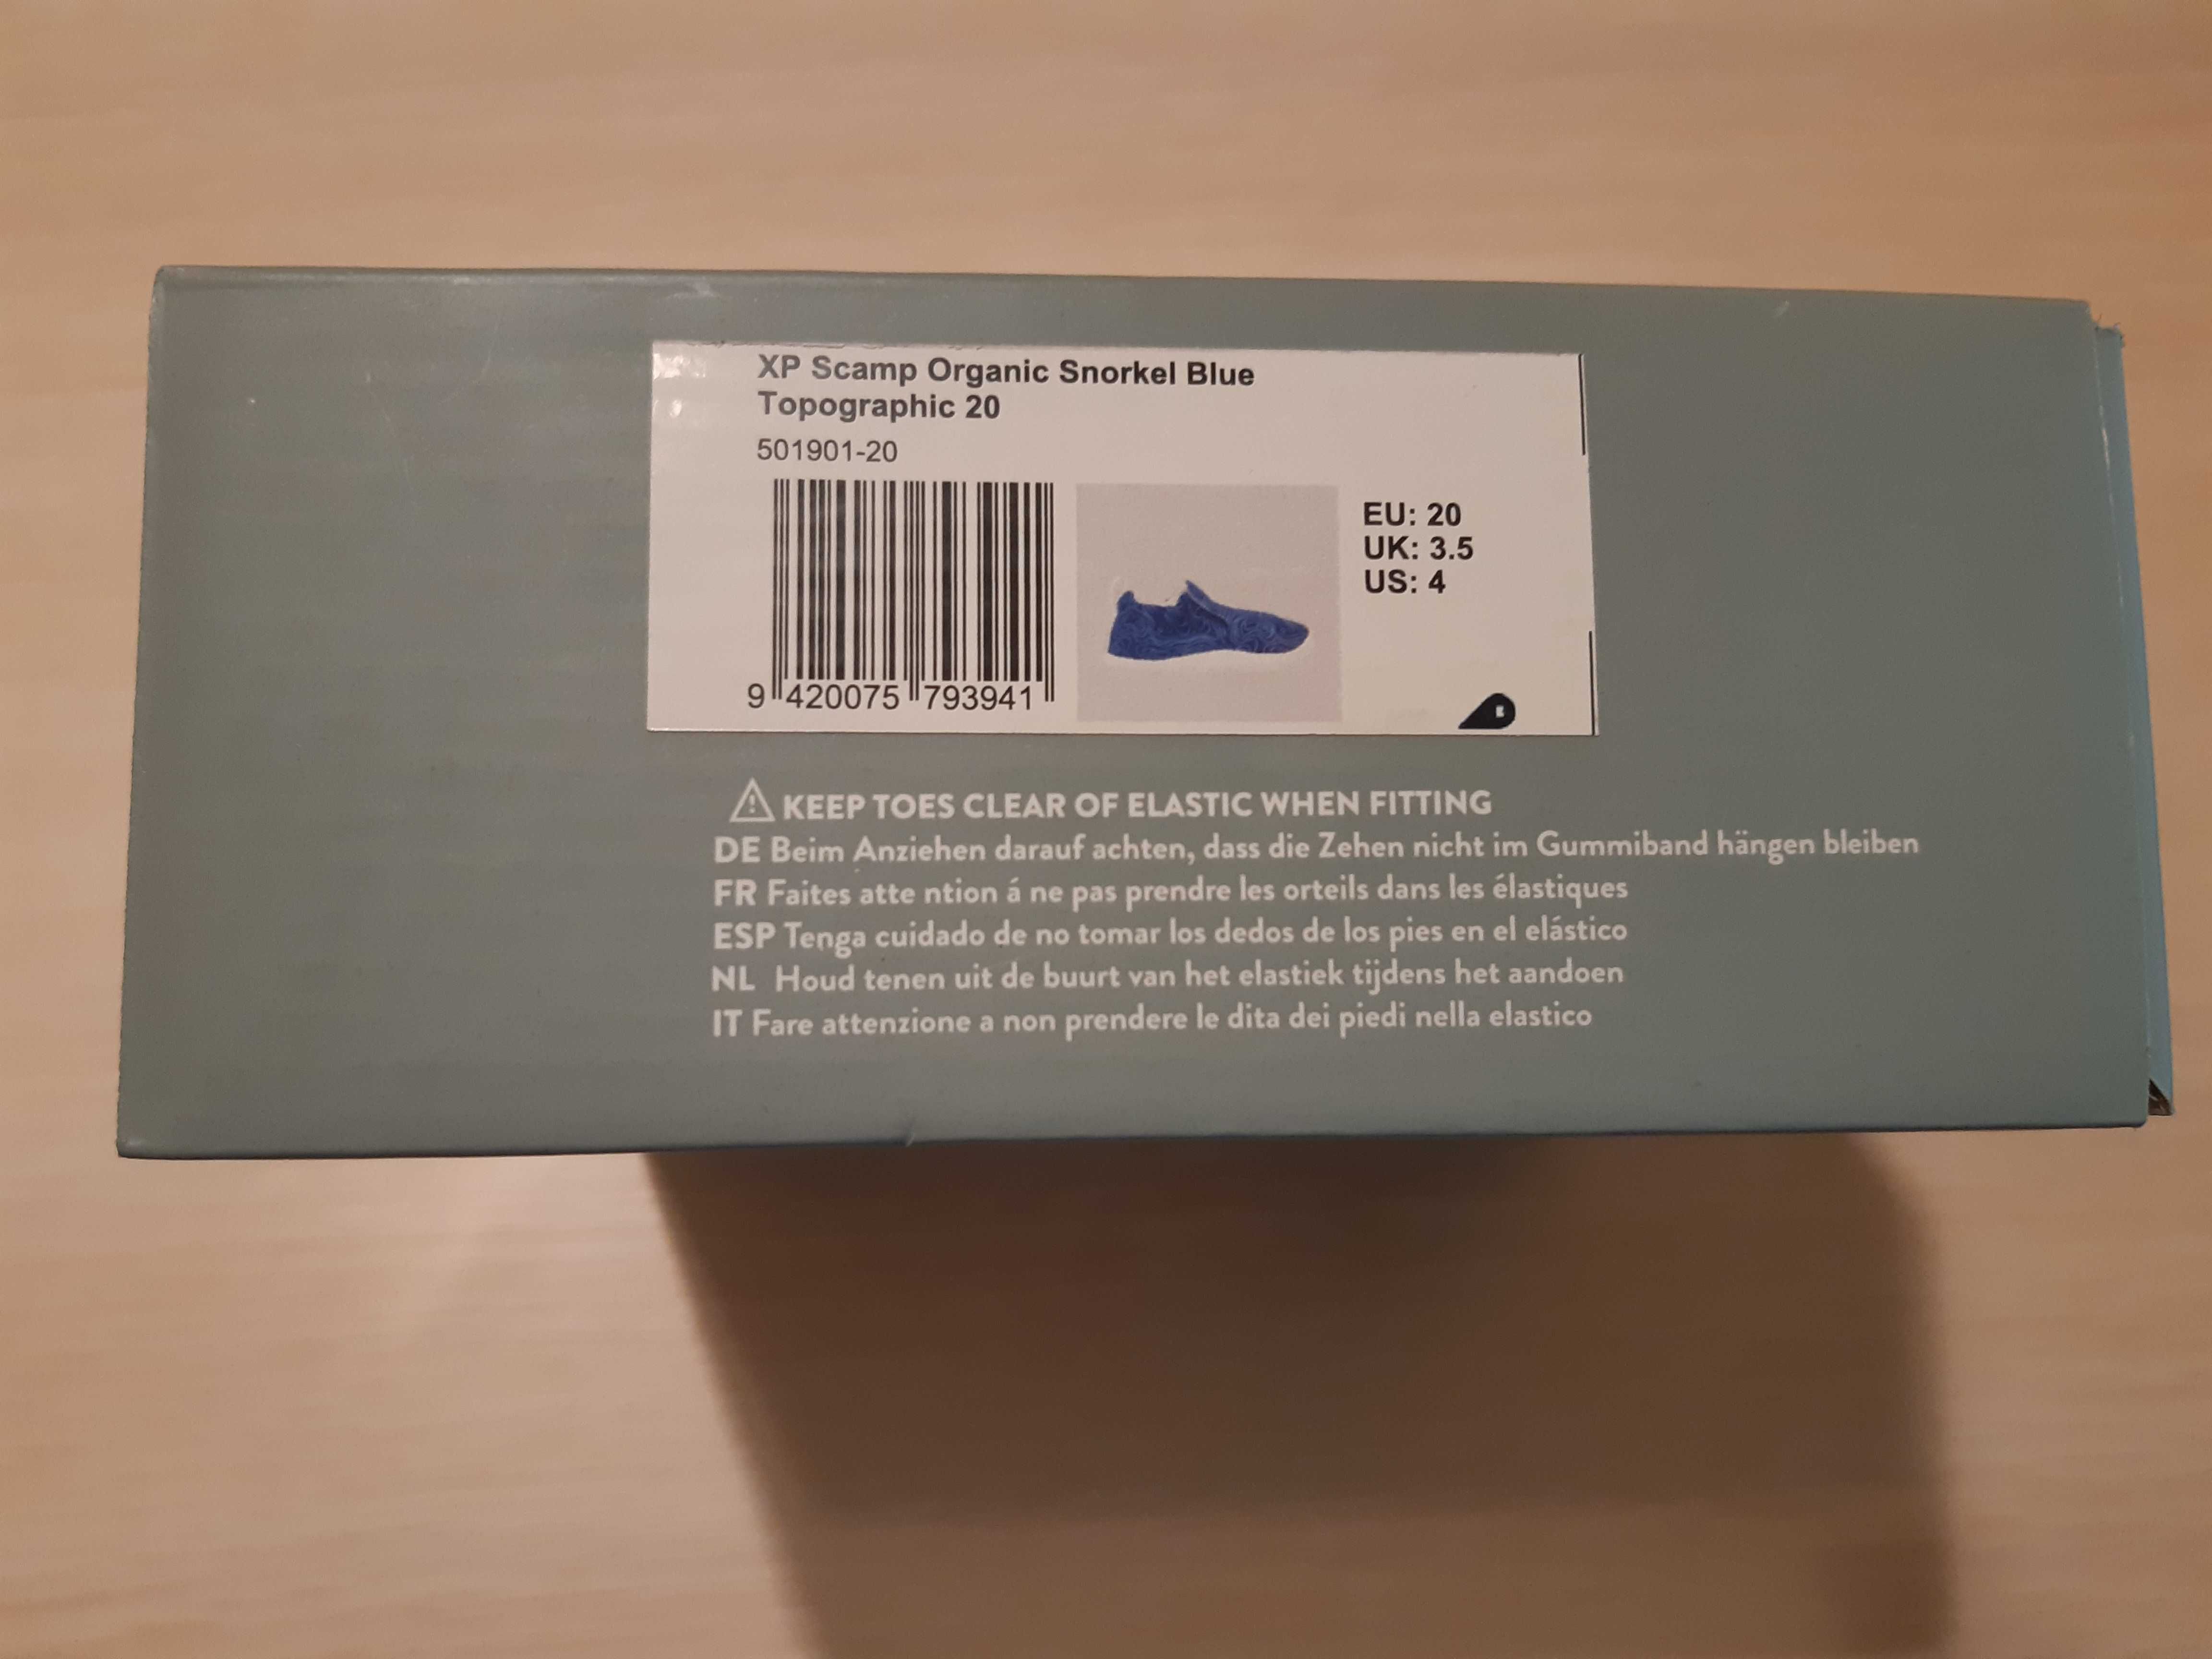 XP Scamp Organic Snorkel Blue
Topographic 20
501901-20
EU: 20
UK: 3.5
US: 4
9 420075 793941
KEEP TOES CLEAR OF ELASTIC WHEN FITTING
DE Beim Anziehen darauf achten, dass die Zehen nicht im Gummiband hängen bleiben
FR Faites atte ntion á ne pas prendre les orteils dans les élastiques
ESP Tenga cuidado de no tomar los dedos de los pies en el elástico
NL Houd tenen uit de buurt van het elastiek tijdens het aandoen
IT Fare attenzione a non prendere le dita dei piedi nella elastico